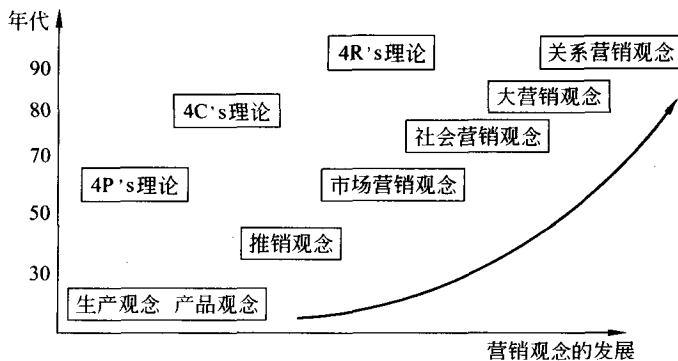 年代
4R's理论
关系营销观念
90
大营销观念
4C's理论
80
社会营销观念
70
4P's理论
市场营销观念
50
推销观念
30
生产观念 产品观念
营销观念的发展